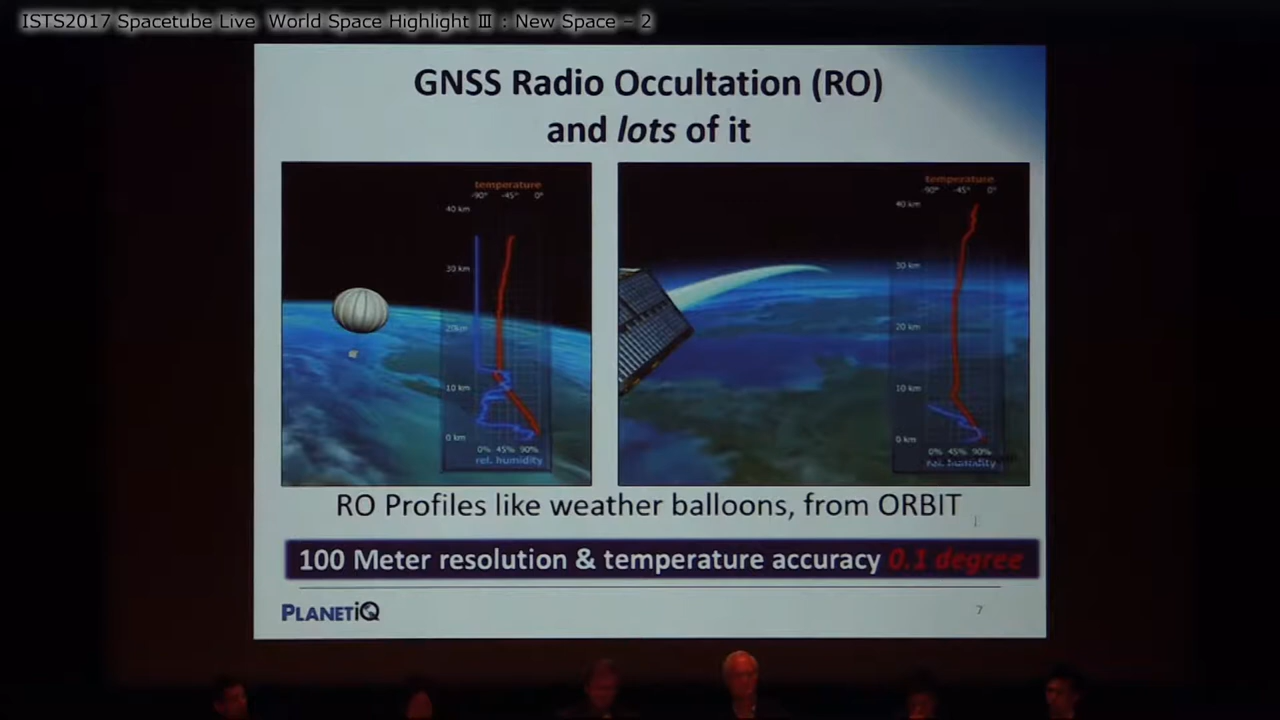 ISTS2017 Spacetube Live World Space Highlight Ⅲ : New Space – 2
GNSS Radio Occultation (RO)
and lots of it
temperature
-90° -45° 0°
40 km
30 km
20km
10 km
0 km
0% 45% 90%
rel. humidity
temperature
-90° -45° 0°
40 km
30 km
20 km
10 km
0 km
0% 45% 90%
rel. humidity
RO Profiles like weather balloons, from ORBIT
100 Meter resolution & temperature accuracy 0.1 degree
PLANETiQ
7